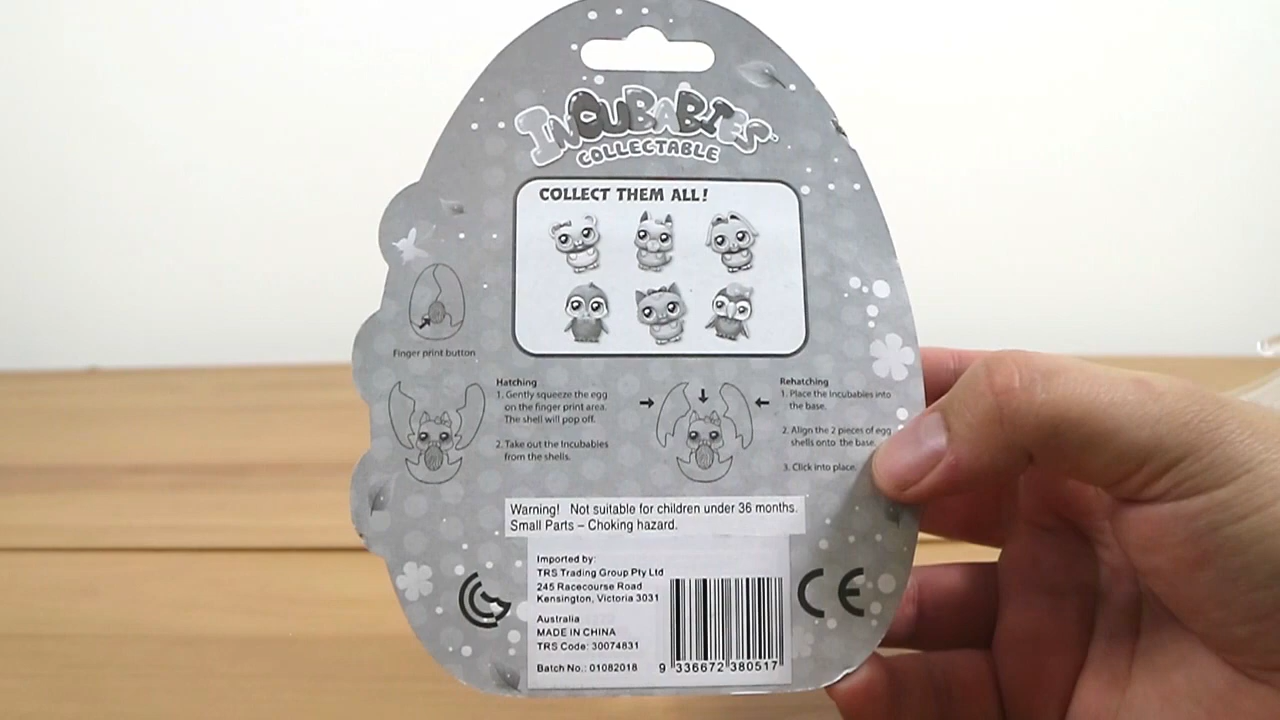 INCUBABIES
COLLECTABLE
COLLECT THEM ALL!
Finger print button
Hatching
1. Gently squeeze the egg
on the finger print area.
The shell will pop off.
2. Take out the Incubabies
from the shells.
Rehatching
1. Place the Incubabies into
the base.
2. Align the 2 pieces of egg
shells onto the base.
3. Click into place.
Warning! Not suitable for children under 36 months.
Small Parts – Choking hazard.
Imported by:
TRS Trading Group Pty Ltd
245 Racecourse Road
Kensington, Victoria 3031
Australia
MADE IN CHINA
TRS Code: 30074831
Batch No.: 01082018
9 336672 380517
CE